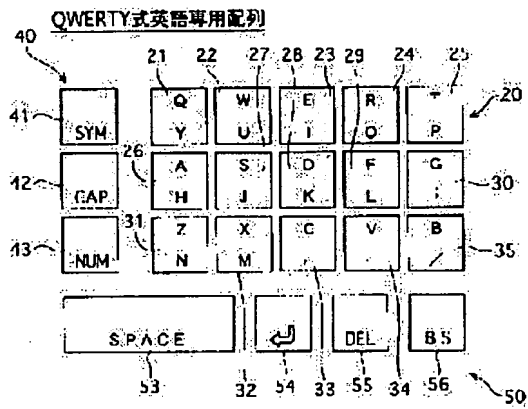 QWERTY式英語専用配列
40
21 22 27 28 23 29 24 25
Q W E R T
41 20
SYM Y U I O P
26
A S D F G
42 30
CAP H J K L ;
31
Z X C V B
43 35
NUM N M , . /
SPACE DEL BS
53 32 54 33 55 34 56
50